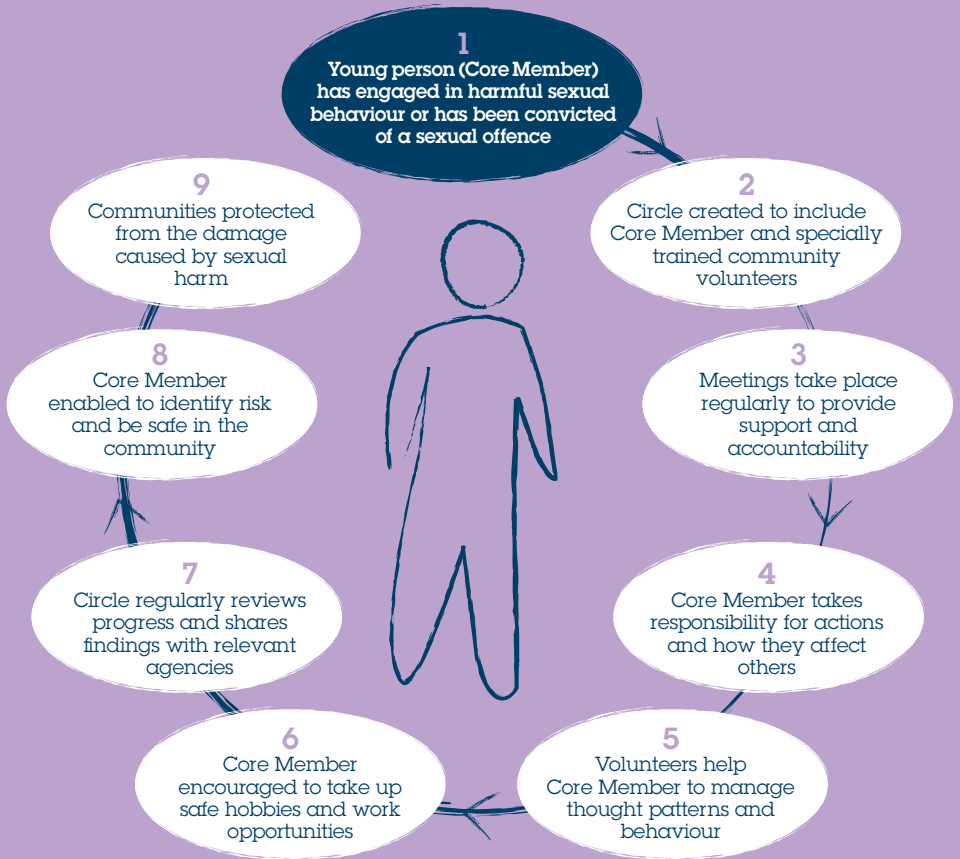 1
Young person (Core Member)
has engaged in harmful sexual
behaviour or has been convicted
of a sexual offence
2
Circle created to include
Core Member and specially
trained community
volunteers
3
Meetings take place
regularly to provide
support and
accountability
4
Core Member takes
responsibility for actions
and how they affect
others
5
Volunteers help
Core Member to manage
thought patterns and
behaviour
6
Core Member
encouraged to take up
safe hobbies and work
opportunities
7
Circle regularly reviews
progress and shares
findings with relevant
agencies
8
Core Member
enabled to identify risk
and be safe in the
community
9
Communities protected
from the damage
caused by sexual
harm